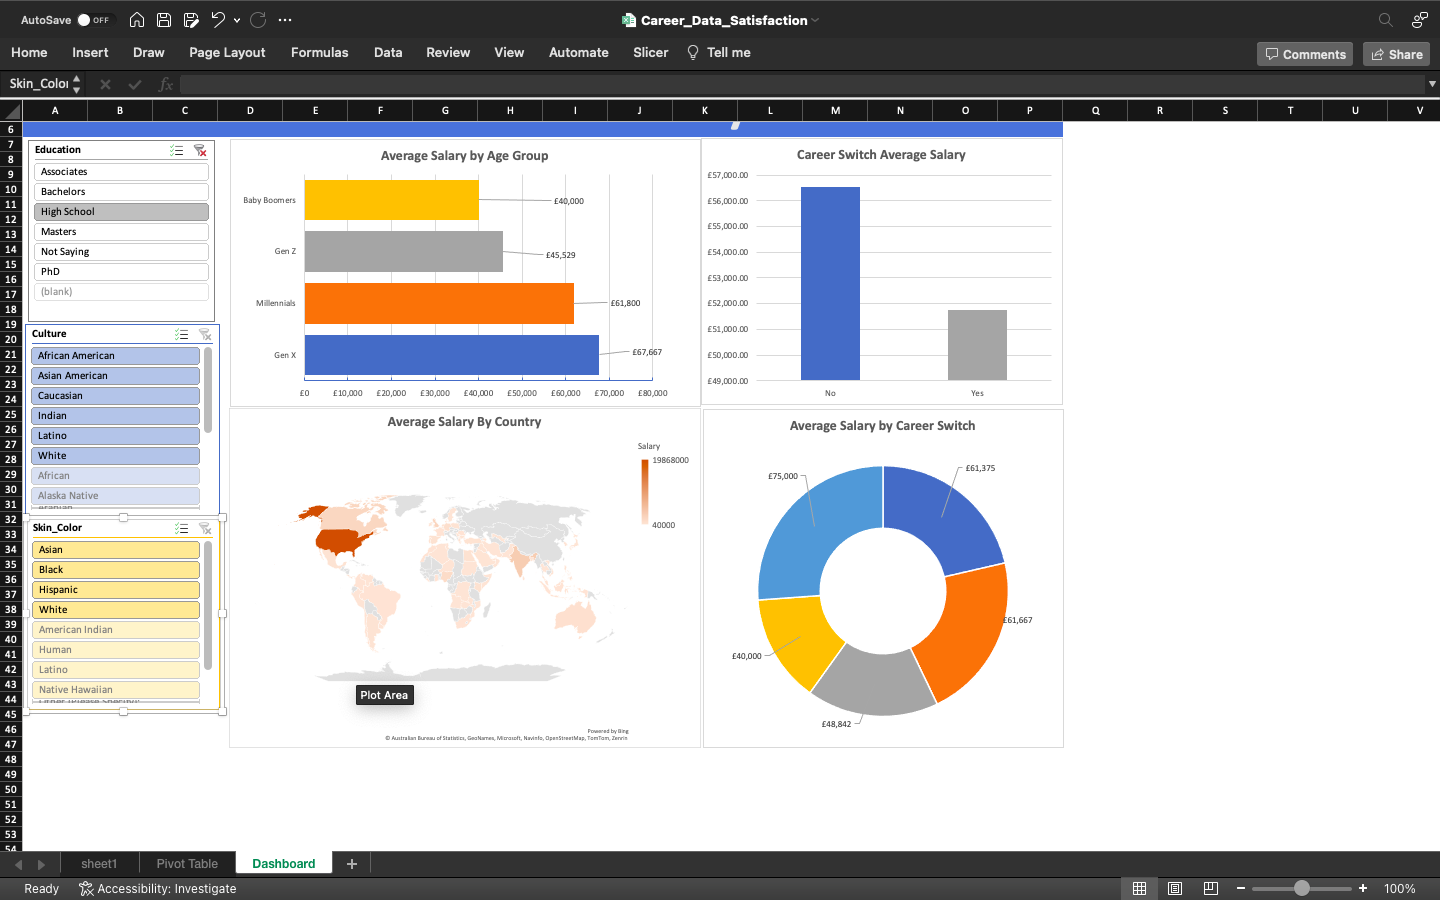 AutoSave OFF
Career_Data_Satisfaction
Home Insert Draw Page Layout Formulas Data Review View Automate Slicer Tell me
Comments Share
Skin_Color fx
A B C D E F G H I J K L M N O P Q R S T U V
6
7
8
9
10
11
12
13
14
15
16
17
18
19
20
21
22
23
24
25
26
27
28
29
30
31
32
33
34
35
36
37
38
39
40
41
42
43
44
45
46
47
48
49
50
51
52
53
54
Education
Associates
Bachelors
High School
Masters
Not Saying
PhD
(blank)
Culture
African American
Asian American
Caucasian
Indian
Latino
White
African
Alaska Native
Skin_Color
Asian
Black
Hispanic
White
American Indian
Human
Latino
Native Hawaiian
Average Salary by Age Group
Baby Boomers £40,000
Gen Z £45,529
Millennials £61,800
Gen X £67,667
£0 £10,000 £20,000 £30,000 £40,000 £50,000 £60,000 £70,000 £80,000
Career Switch Average Salary
£57,000.00
£56,000.00
£55,000.00
£54,000.00
£53,000.00
£52,000.00
£51,000.00
£50,000.00
£49,000.00
No Yes
Average Salary By Country
Salary
19868000
40000
Plot Area
Powered by Bing
© Australian Bureau of Statistics, GeoNames, Microsoft, Navinfo, OpenStreetMap, TomTom, Zenrin
Average Salary by Career Switch
£75,000
£61,375
£61,667
£40,000
£48,842
sheet1 Pivot Table Dashboard +
Ready Accessibility: Investigate
100%